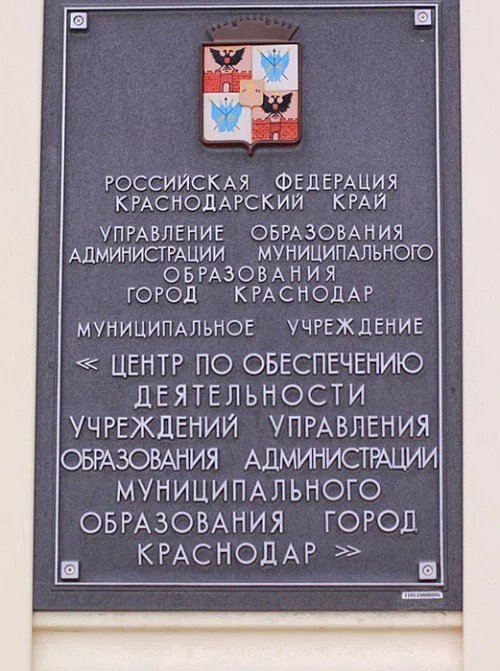 РОССИЙСКАЯ ФЕДЕРАЦИЯ
КРАСНОДАРСКИЙ КРАЙ
УПРАВЛЕНИЕ ОБРАЗОВАНИЯ
АДМИНИСТРАЦИИ МУНИЦИПАЛЬНОГО
ОБРАЗОВАНИЯ
ГОРОД КРАСНОДАР
МУНИЦИПАЛЬНОЕ УЧРЕЖДЕНИЕ
« ЦЕНТР ПО ОБЕСПЕЧЕНИЮ
ДЕЯТЕЛЬНОСТИ
УЧРЕЖДЕНИЙ УПРАВЛЕНИЯ
ОБРАЗОВАНИЯ АДМИНИСТРАЦИИ
МУНИЦИПАЛЬНОГО
ОБРАЗОВАНИЯ ГОРОД
КРАСНОДАР »